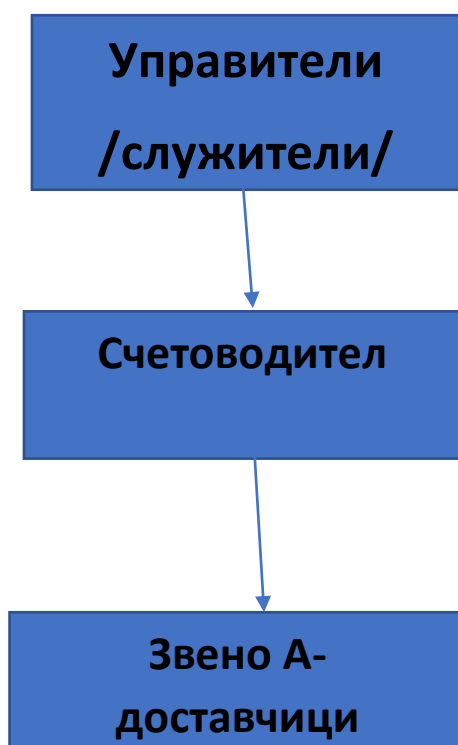 Управители
/служители/
Счетоводител
Звено А-
доставчици